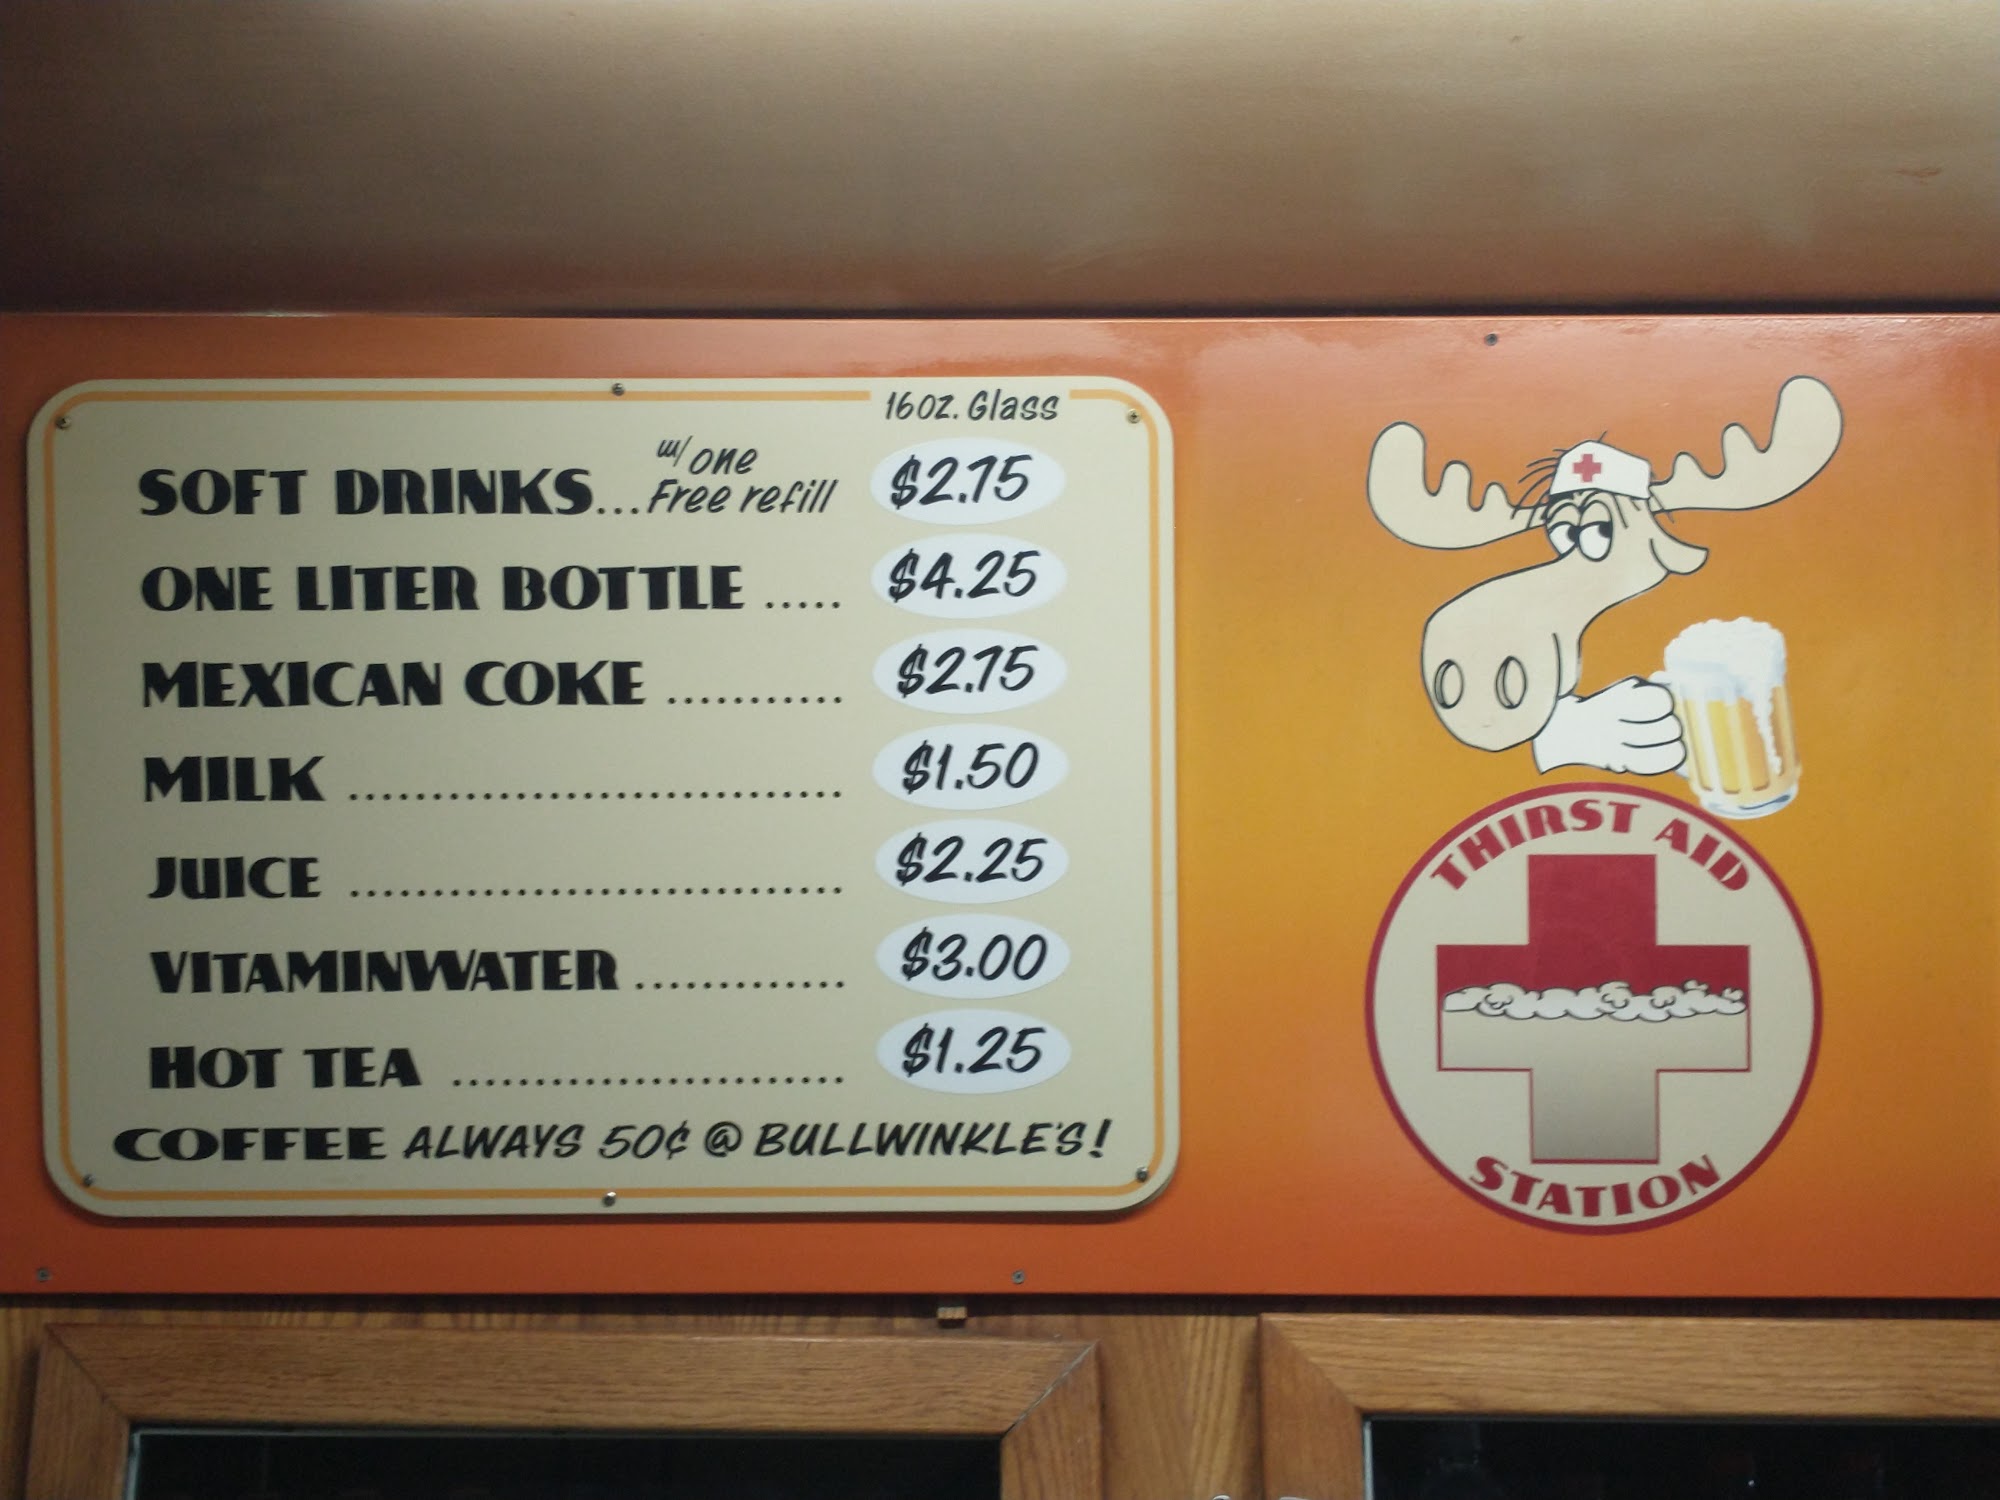 16oz. Glass
SOFT DRINKS...w/ one Free refill $2.75
ONE LITER BOTTLE ..... $4.25
MEXICAN COKE ........... $2.75
MILK .............................. $1.50
JUICE .............................. $2.25
VITAMINWATER ............. $3.00
HOT TEA ........................ $1.25
COFFEE ALWAYS 50¢ @ BULLWINKLE'S!
THIRST AID
STATION